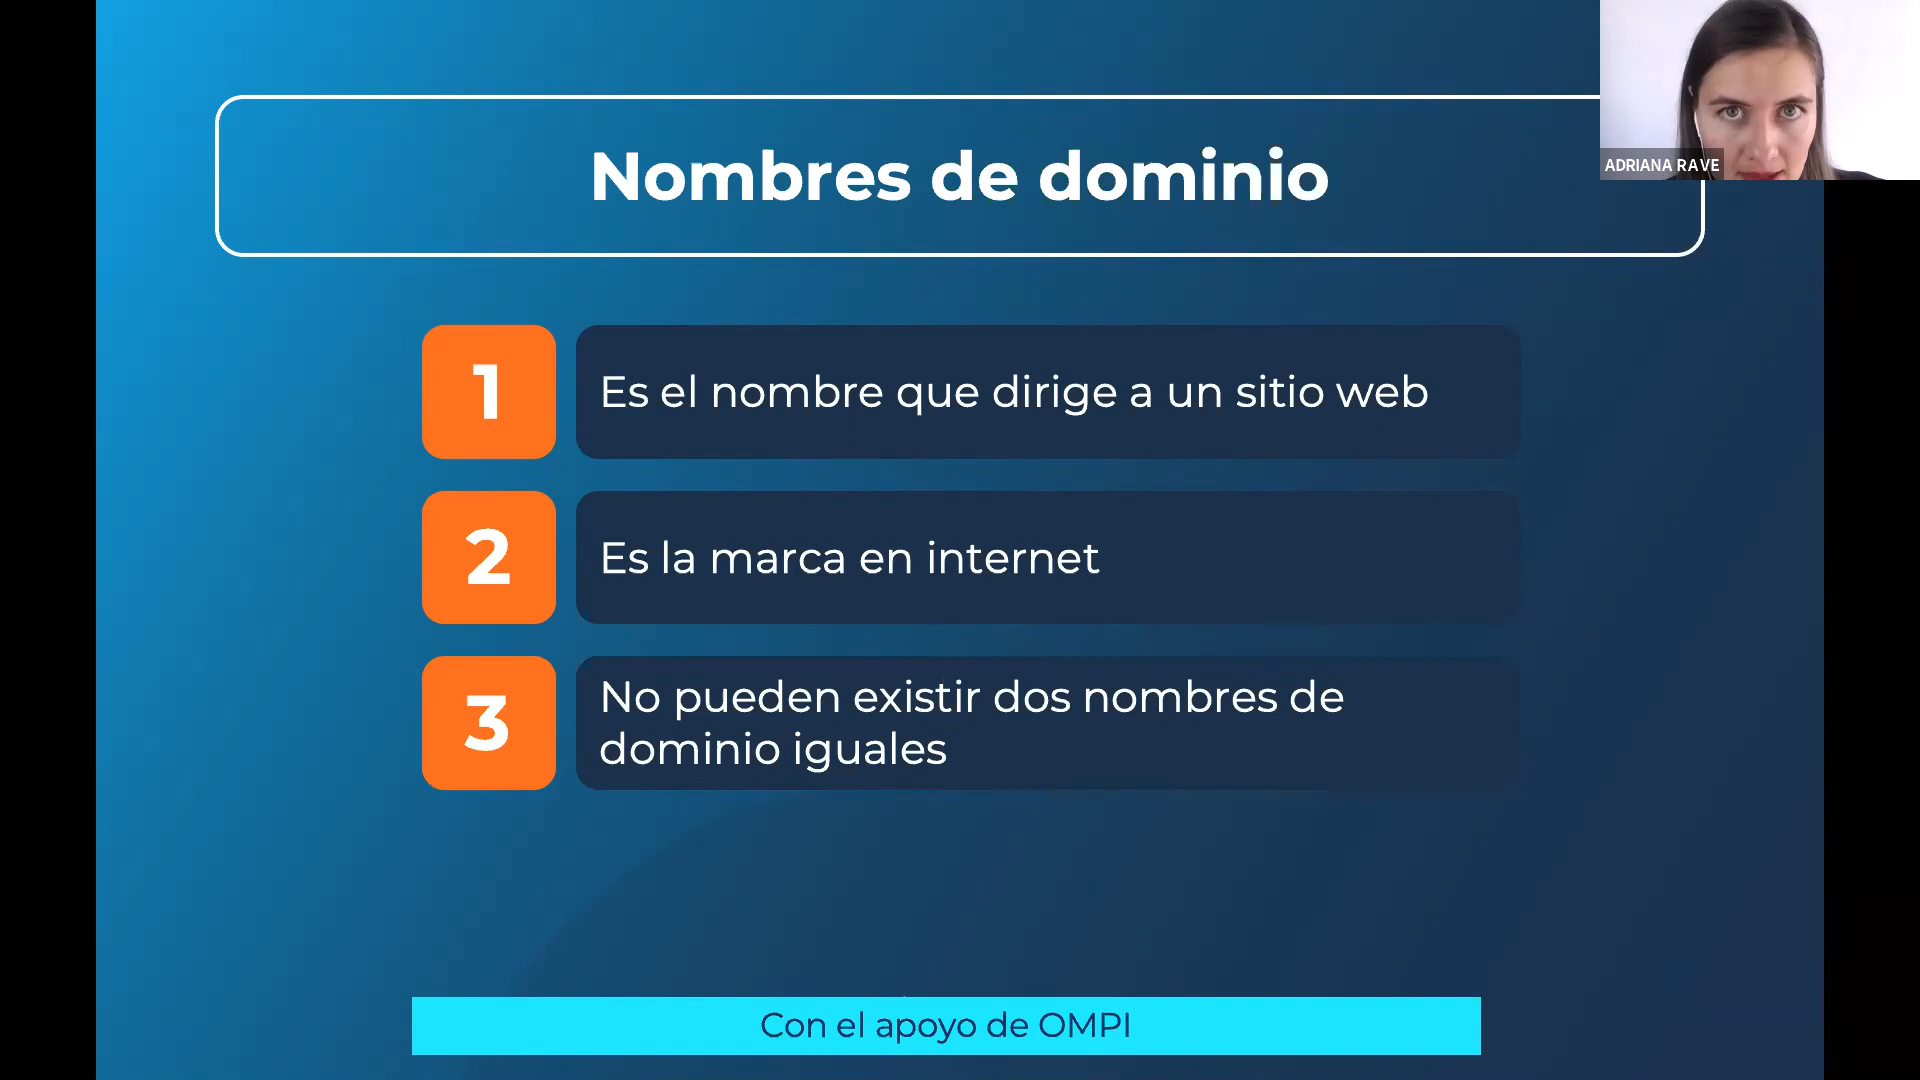 Nombres de dominio
ADRIANA RAVE
1
Es el nombre que dirige a un sitio web
2
Es la marca en internet
3
No pueden existir dos nombres de
dominio iguales
Con el apoyo de OMPI